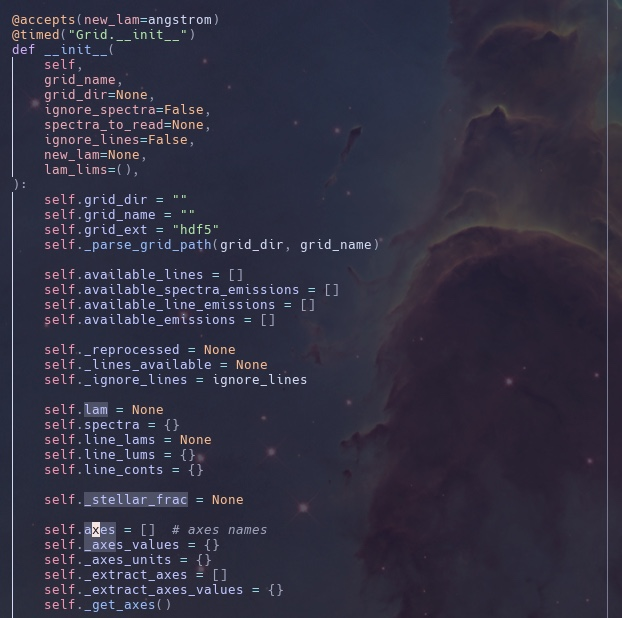 @accepts(new_lam=angstrom)
@timed("Grid.__init__")
def __init__(
    self,
    grid_name,
    grid_dir=None,
    ignore_spectra=False,
    spectra_to_read=None,
    ignore_lines=False,
    new_lam=None,
    lam_lims=(),
):
    self.grid_dir = ""
    self.grid_name = ""
    self.grid_ext = "hdf5"
    self._parse_grid_path(grid_dir, grid_name)

    self.available_lines = []
    self.available_spectra_emissions = []
    self.available_line_emissions = []
    self.available_emissions = []

    self._reprocessed = None
    self._lines_available = None
    self._ignore_lines = ignore_lines

    self.lam = None
    self.spectra = {}
    self.line_lams = None
    self.line_lums = {}
    self.line_conts = {}

    self._stellar_frac = None

    self.axes = []  # axes names
    self._axes_values = {}
    self._axes_units = {}
    self._extract_axes = []
    self._extract_axes_values = {}
    self._get_axes()